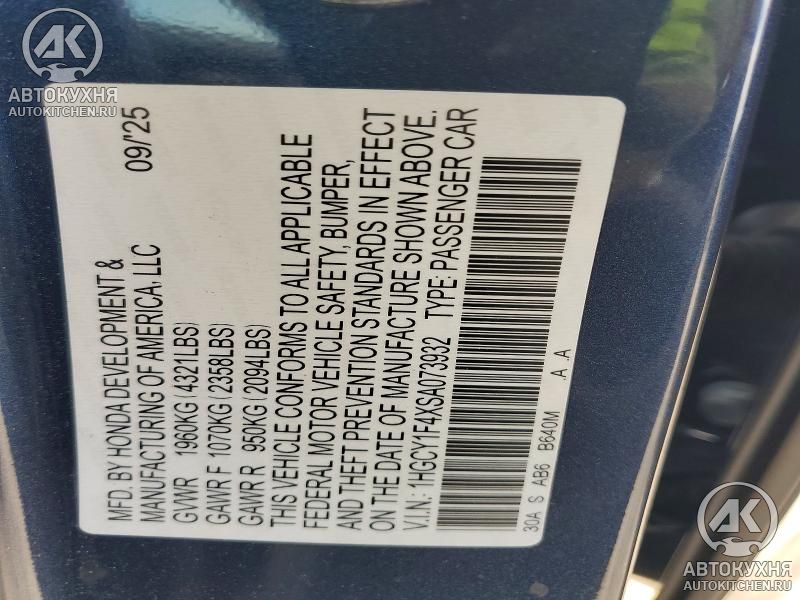 AK
АВТОКУХНЯ
AUTOKITCHEN.RU
MFD. BY HONDA DEVELOPMENT & 09/'25
MANUFACTURING OF AMERICA, LLC
GVWR 1960KG(4321LBS)
GAWR F 1070KG(2358LBS)
GAWR R 950KG(2094LBS)
THIS VEHICLE CONFORMS TO ALL APPLICABLE
FEDERAL MOTOR VEHICLE SAFETY, BUMPER,
AND THEFT PREVENTION STANDARDS IN EFFECT
ON THE DATE OF MANUFACTURE SHOWN ABOVE.
V.I.N.: 1HGCY1F4XSA073932 TYPE: PASSENGER CAR
30A S AB6 B640M .A .A
AK
АВТОКУХНЯ
AUTOKITCHEN.RU